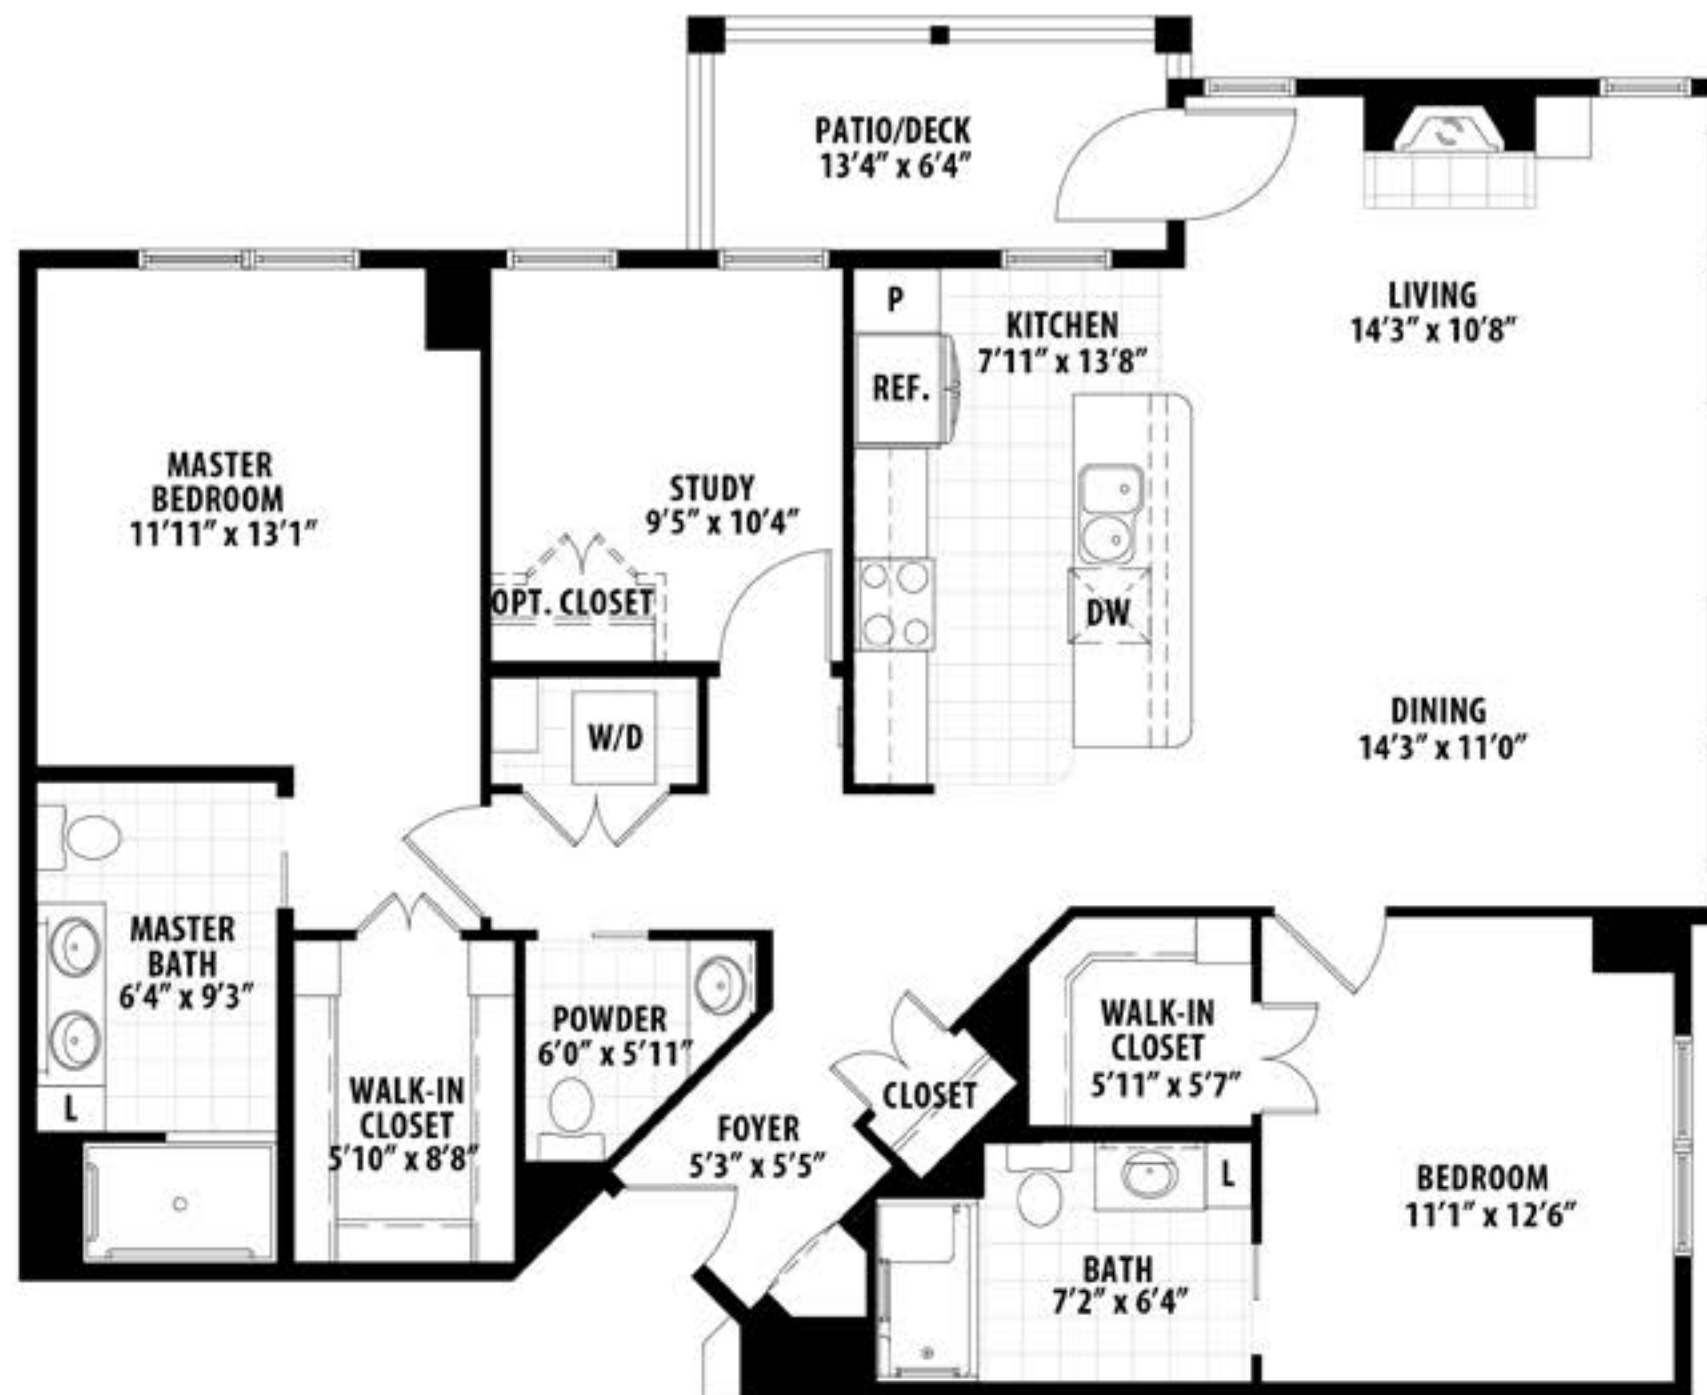 PATIO/DECK
13'4" x 6'4"
LIVING
14'3" x 10'8"
P
KITCHEN
7'11" x 13'8"
REF.
MASTER
BEDROOM
11'11" x 13'1"
STUDY
9'5" x 10'4"
OPT. CLOSET
DW
W/D
DINING
14'3" x 11'0"
MASTER
BATH
6'4" x 9'3"
L
WALK-IN
CLOSET
5'10" x 8'8"
POWDER
6'0" x 5'11"
FOYER
5'3" x 5'5"
CLOSET
WALK-IN
CLOSET
5'11" x 5'7"
L
BATH
7'2" x 6'4"
BEDROOM
11'1" x 12'6"